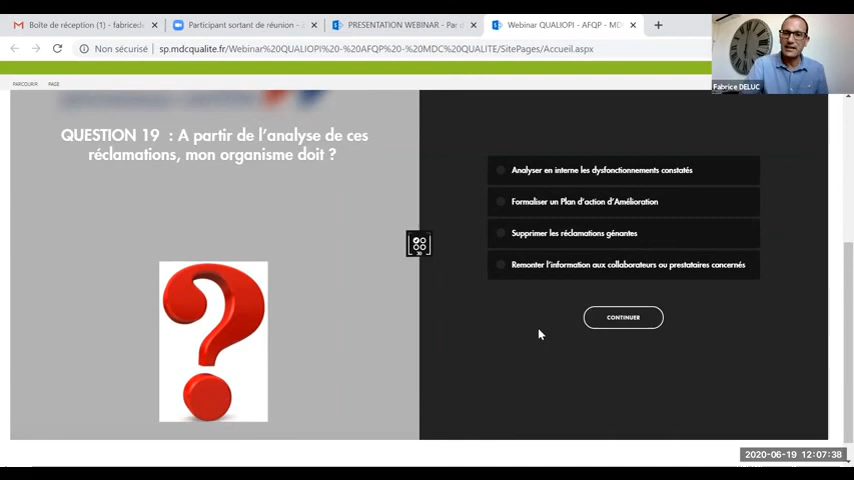 Boîte de réception - fabricede
Participant sortant de réunion -
PRESENTATION WEBINAR - Par d
Webinar QUALIOPI - AFQP - MDC
Non sécurisé
sp.mdcqualite.fr/Webinar%20QUALIOPI%20-%20AFQP%20-%20MDC%20QUALITE/SitePages/Accueil.aspx
Fabrice DELUC
PARCOURIR PAGE
QUESTION 19 : A partir de l'analyse de ces
réclamations, mon organisme doit ?
Analyser en interne les dysfonctionnements constatés
Formaliser un Plan d'action d'Amélioration
Supprimer les réclamations génantes
Remonter l'information aux collaborateurs ou prestataires concernés
CONTINUER
2020-06-19 12:07:38